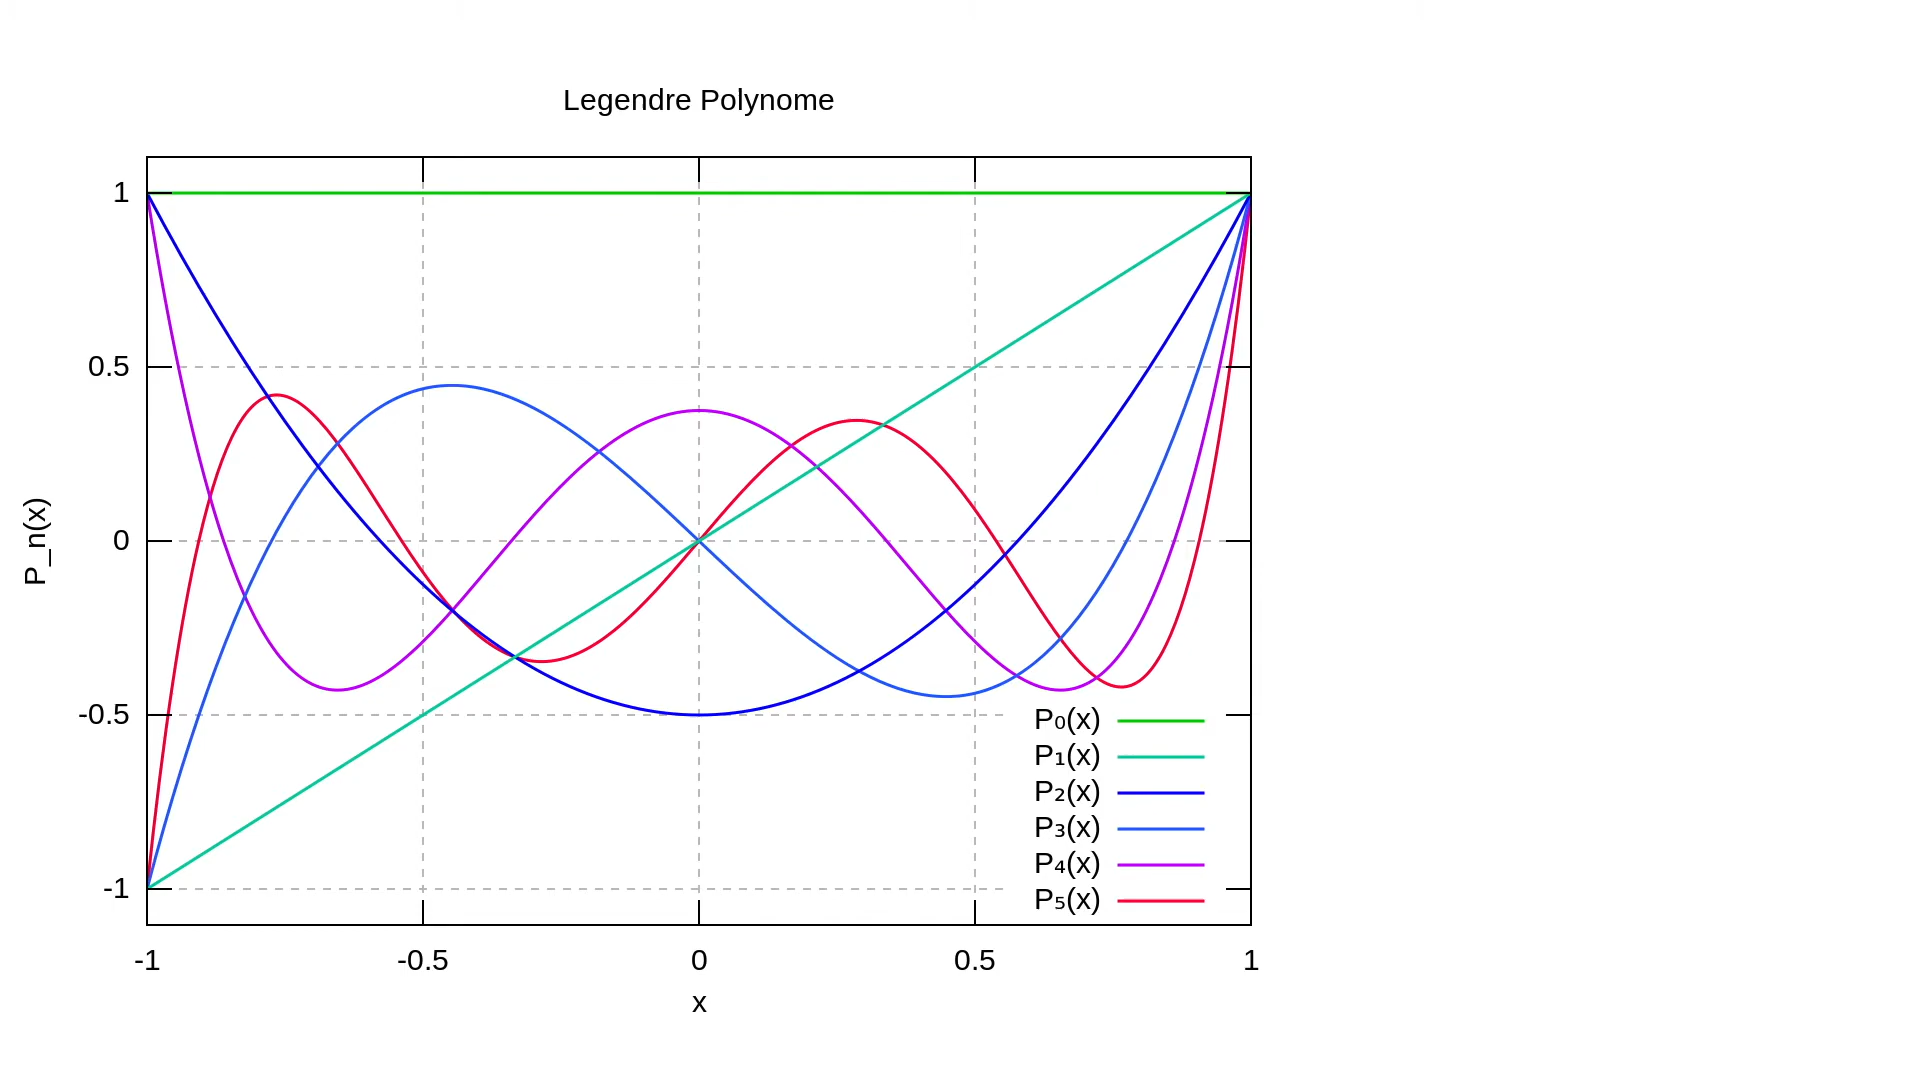 Legendre Polynome
1
0.5
0
-0.5
-1
P_n(x)
P₀(x)
P₁(x)
P₂(x)
P₃(x)
P₄(x)
P₅(x)
-1 -0.5 0 0.5 1
x